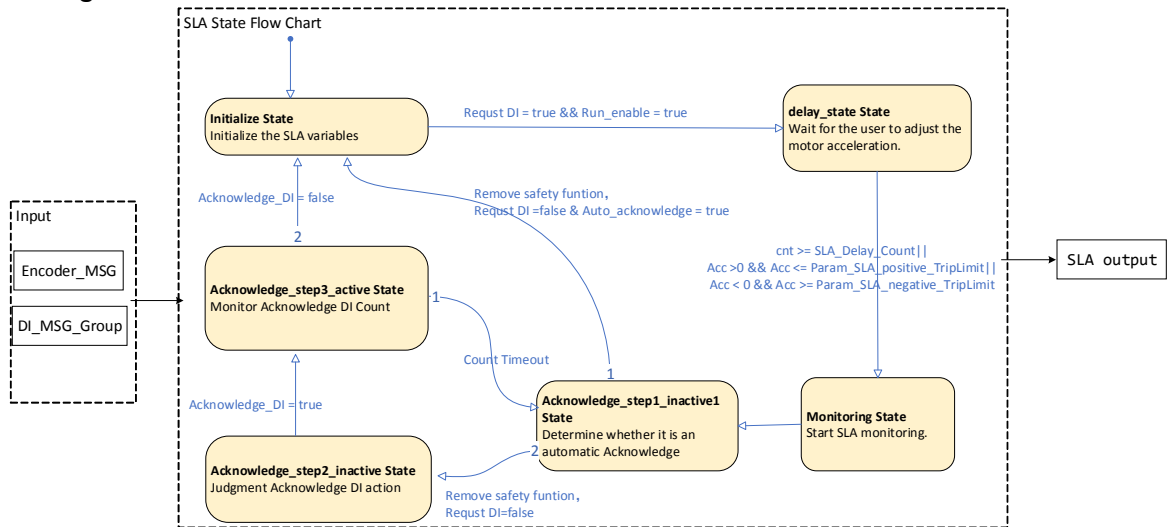 SLA State Flow Chart
Initialize State
Initialize the SLA variables
Requst DI = true && Run_enable = true
delay_state State
Wait for the user to adjust the
motor acceleration.
Acknowledge_DI = false
Remove safety funtion，
Requst DI =false & Auto_acknowledge = true
Input
Encoder_MSG
DI_MSG_Group
2
Acknowledge_step3_active State
Monitor Acknowledge DI Count
1
cnt >= SLA_Delay_Count||
Acc >0 && Acc <= Param_SLA_positive_TripLimit||
Acc < 0 && Acc >= Param_SLA_negative_TripLimit
SLA output
Count Timeout
1
Acknowledge_DI = true
Acknowledge_step1_inactive1
State
Determine whether it is an
automatic Acknowledge
Monitoring State
Start SLA monitoring.
2
Acknowledge_step2_inactive State
Judgment Acknowledge DI action
Remove safety funtion，
Requst DI=false